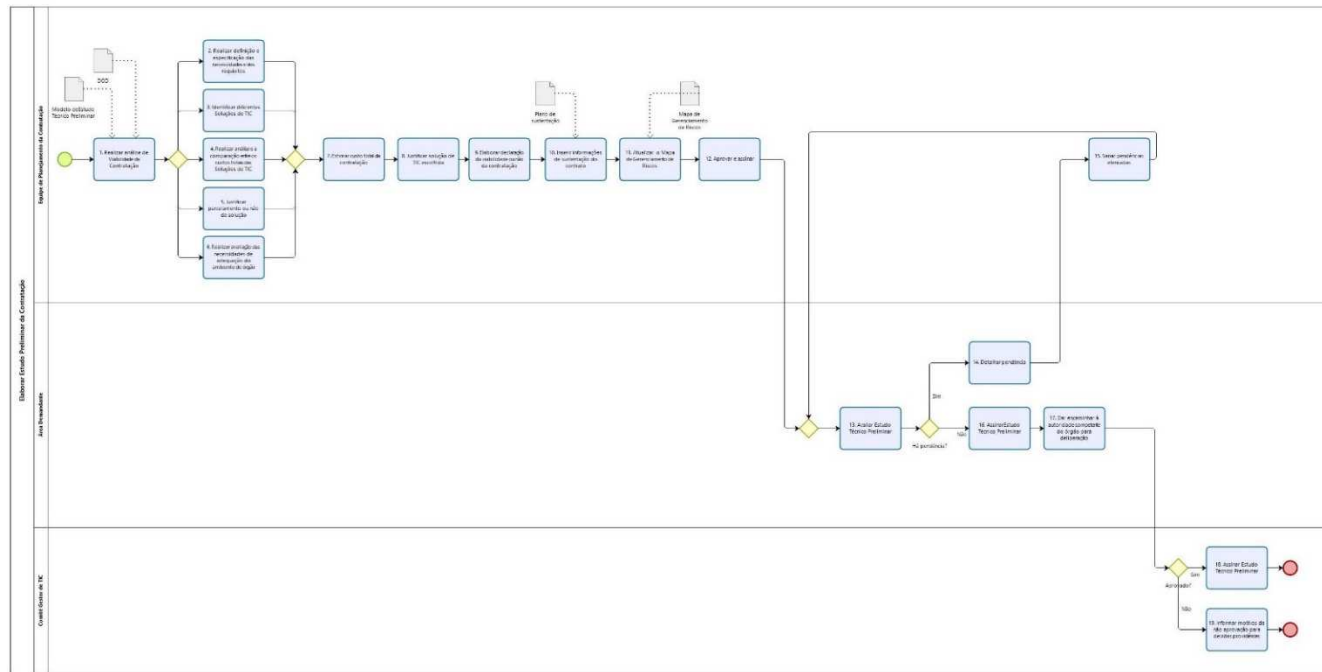 Elaborar Estudo Preliminar da Contratação
Equipe de Planejamento da Contratação
Área Demandante
Comitê Gestor de TIC
DOD
Modelo de Estudo
Técnico Preliminar
1. Realizar análise de
Viabilidade de
Contratação
2. Realizar definição e
especificação das
necessidades e dos
requisitos
3. Identificar diferentes
Soluções de TIC
4. Realizar análise e
comparação entre os
custos totais das
Soluções de TIC
5. Justificar
parcelamento ou não
da solução
6. Realizar avaliação das
necessidades de
adequação do
ambiente do órgão
7. Estimar custo total da
contratação
8. Justificar solução de
TIC escolhida
9. Elaborar declaração
da viabilidade ou não
da contratação
Plano de
sustentação
10. Inserir informações
de sustentação do
contrato
Mapa de
Gerenciamento
de Riscos
11. Atualizar o Mapa
de Gerenciamento de
Riscos
12. Aprovar e assinar
15. Sanar pendências
13. Avaliar Estudo
Técnico Preliminar
Há pendência?
Sim
Não
14. Detalhar pendência
16. Assinar Estudo
Técnico Preliminar
17. encaminhar à
autoridade competente
do órgão para
deliberação
Aprovado?
Sim
Não
18. Assinar Estudo
Técnico Preliminar
19. Informar motivos da
não aprovação para
devidas providências